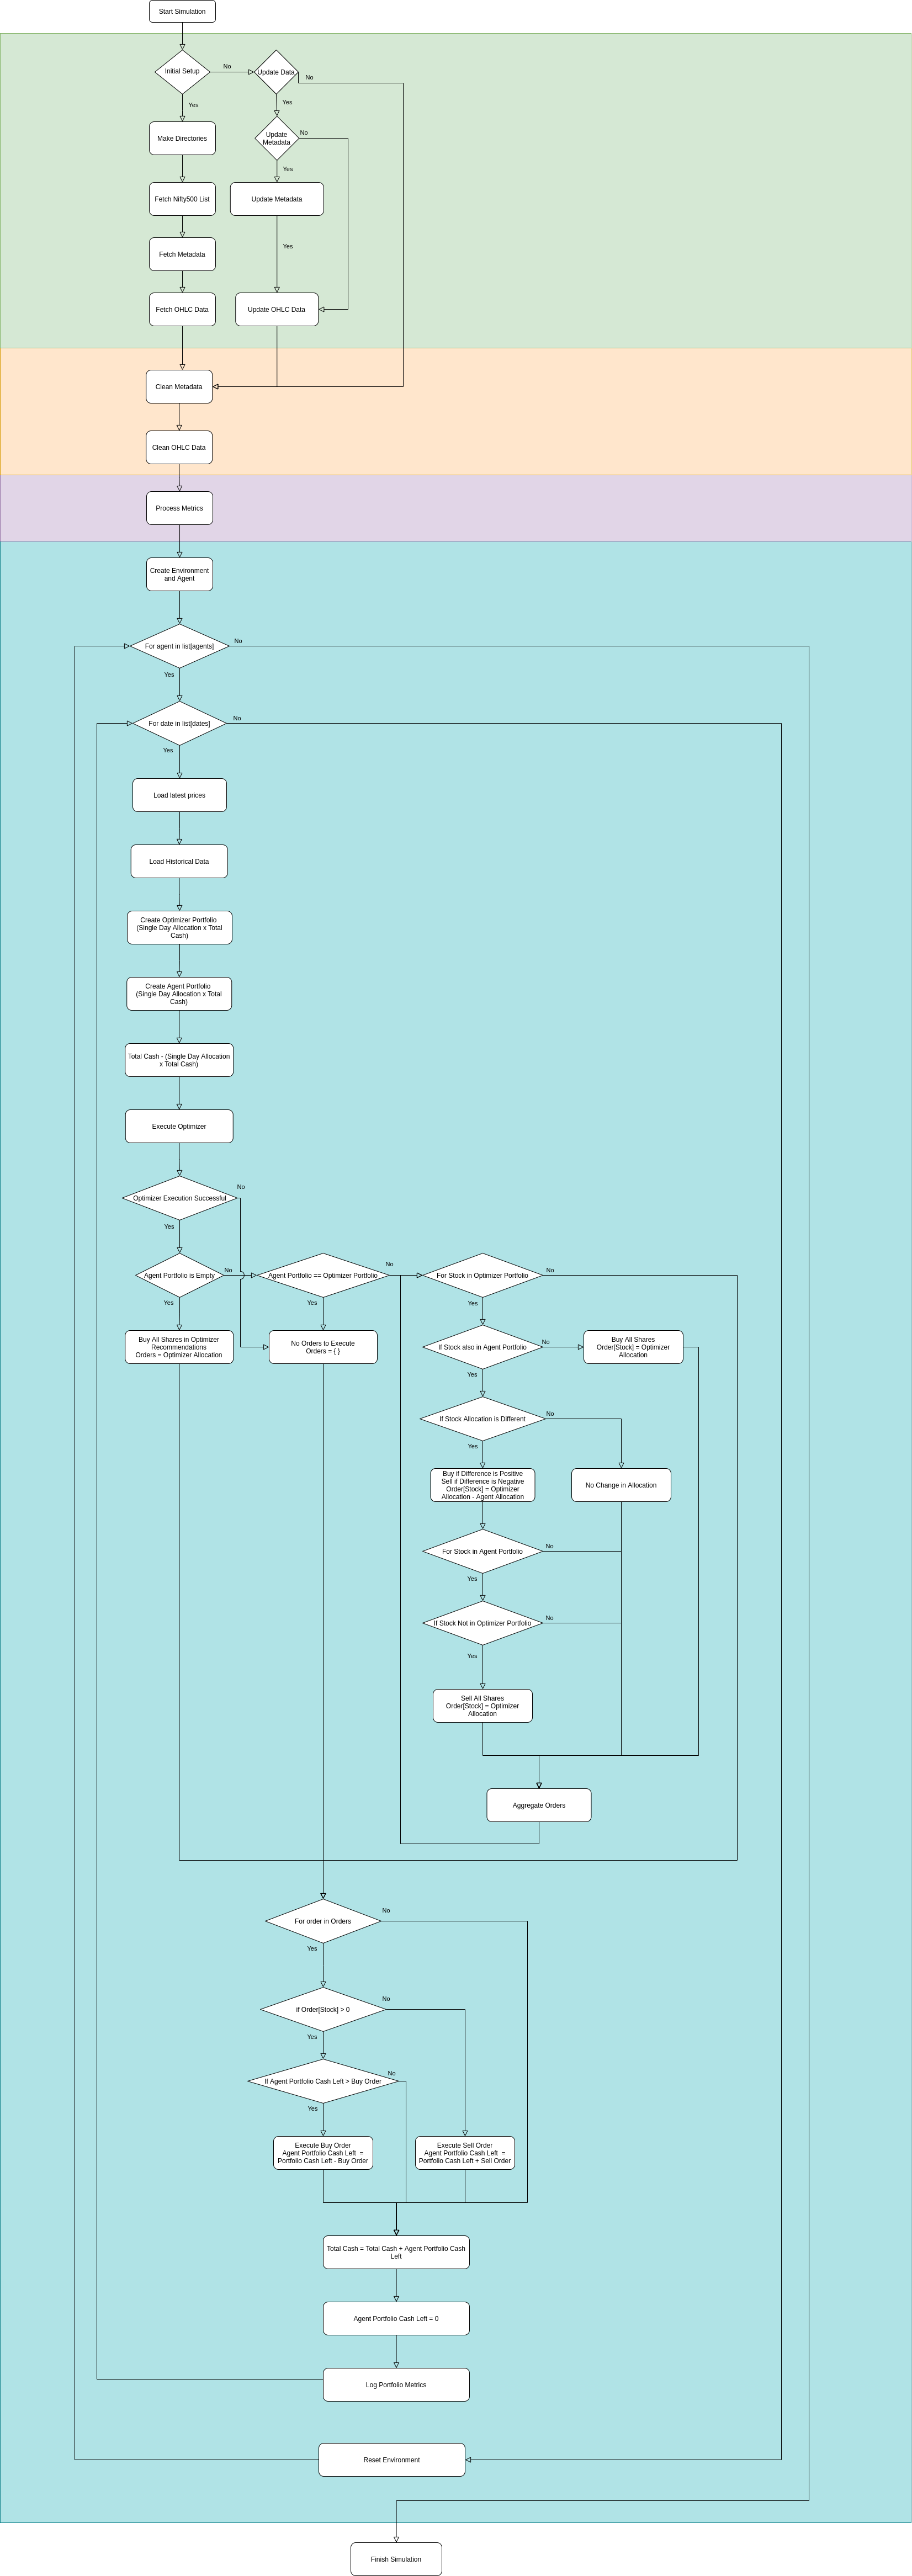 Start Simulation
Initial Setup
No
Update Data
No
Yes
Yes
Make Directories
Update
Metadata
No
Yes
Fetch Nifty500 List
Update Metadata
Fetch Metadata
Yes
Fetch OHLC Data
Update OHLC Data
Clean Metadata
Clean OHLC Data
Process Metrics
Create Environment
and Agent
For agent in list[agents]
No
Yes
For date in list[dates]
No
Yes
Load latest prices
Load Historical Data
Create Optimizer Portfolio
(Single Day Allocation x Total
Cash)
Create Agent Portfolio
(Single Day Allocation x Total
Cash)
Total Cash - (Single Day Allocation
x Total Cash)
Execute Optimizer
Optimizer Execution Successful
No
Yes
Agent Portfolio is Empty
No
Yes
Agent Portfolio == Optimizer Portfolio
No
Yes
For Stock in Optimizer Portfolio
No
Yes
Buy All Shares in Optimizer
Recommendations
Orders = Optimizer Allocation
No Orders to Execute
Orders = { }
If Stock also in Agent Portfolio
No
Yes
Buy All Shares
Order[Stock] = Optimizer
Allocation
If Stock Allocation is Different
No
Yes
Buy if Difference is Positive
Sell if Difference is Negative
Order[Stock] = Optimizer
Allocation - Agent Allocation
No Change in Allocation
For Stock in Agent Portfolio
No
Yes
If Stock Not in Optimizer Portfolio
No
Yes
Sell All Shares
Order[Stock] = Optimizer
Allocation
Aggregate Orders
For order in Orders
No
Yes
if Order[Stock] > 0
No
Yes
If Agent Portfolio Cash Left > Buy Order
No
Yes
Execute Buy Order
Agent Portfolio Cash Left =
Portfolio Cash Left - Buy Order
Execute Sell Order
Agent Portfolio Cash Left =
Portfolio Cash Left + Sell Order
Total Cash = Total Cash + Agent Portfolio Cash
Left
Agent Portfolio Cash Left = 0
Log Portfolio Metrics
Reset Environment
Finish Simulation